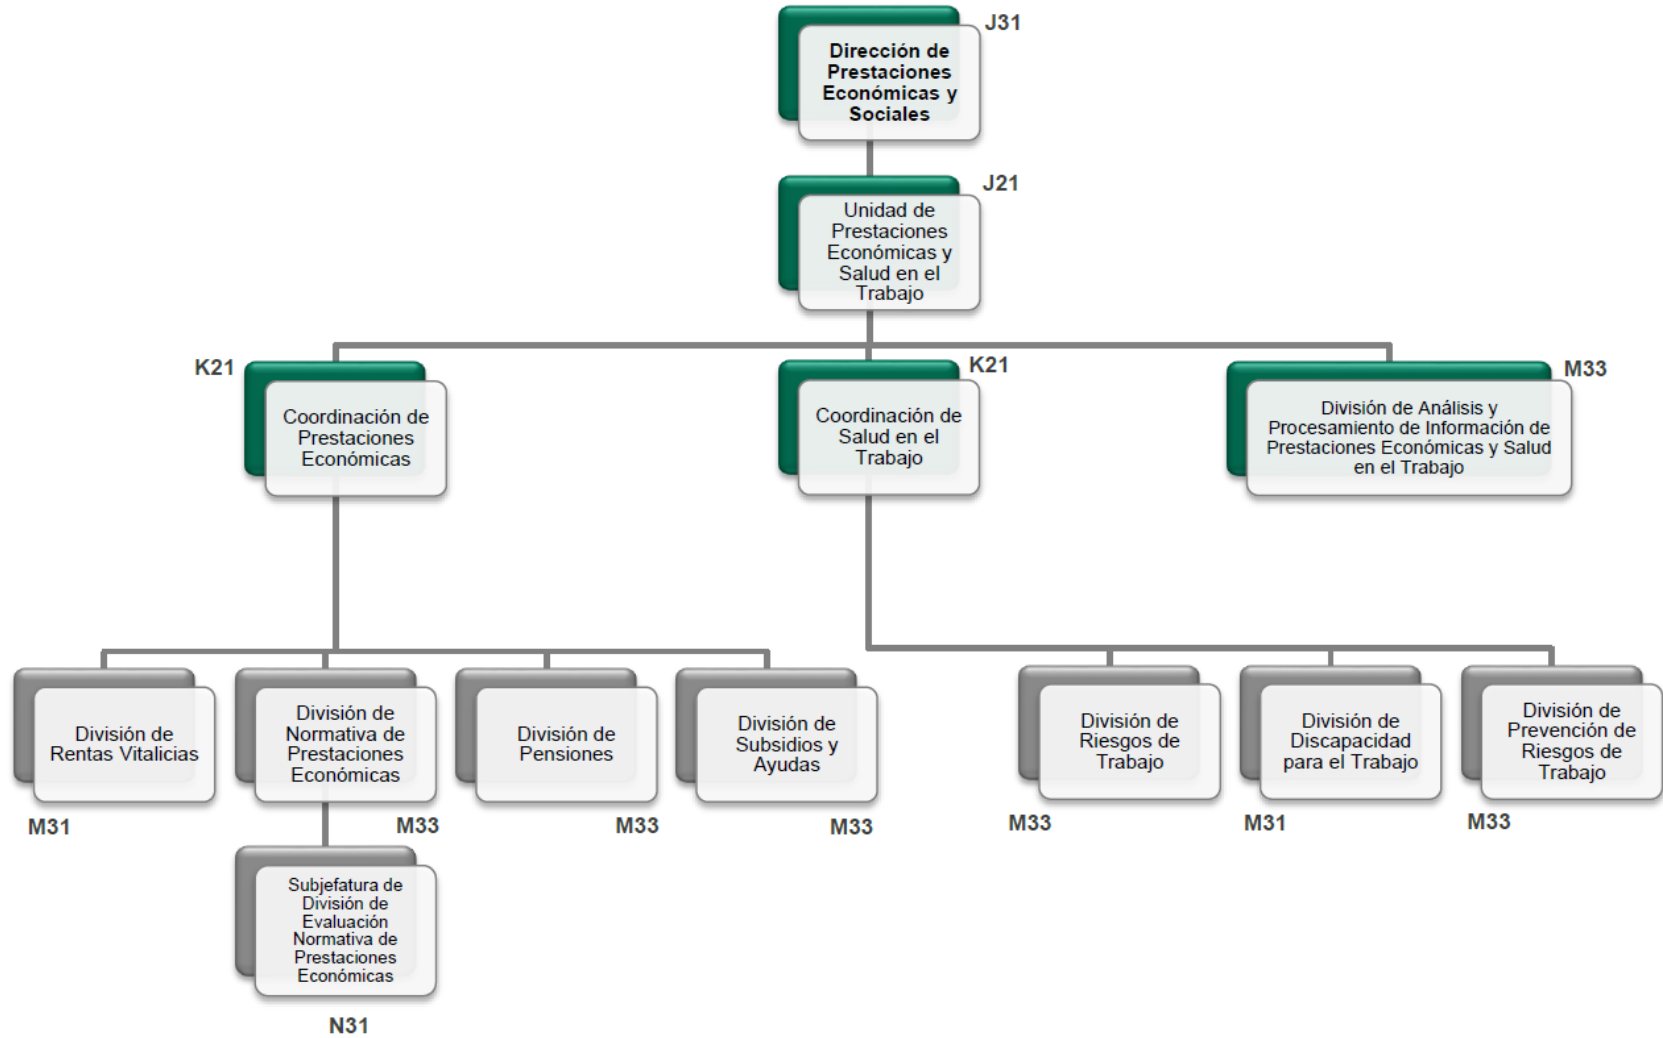 J31
Dirección de
Prestaciones
Económicas y
Sociales
J21
Unidad de
Prestaciones
Económicas y
Salud en el
Trabajo
K21
Coordinación de
Prestaciones
Económicas
K21
Coordinación de
Salud en el
Trabajo
M33
División de Análisis y
Procesamiento de Información de
Prestaciones Económicas y Salud
en el Trabajo
División de
Rentas Vitalicias
M31
División de
Normativa de
Prestaciones
Económicas
M33
División de
Pensiones
M33
División de
Subsidios y
Ayudas
M33
División de
Riesgos de
Trabajo
M33
División de
Discapacidad
para el Trabajo
M31
División de
Prevención de
Riesgos de
Trabajo
M33
Subjefatura de
División de
Evaluación
Normativa de
Prestaciones
Económicas
N31